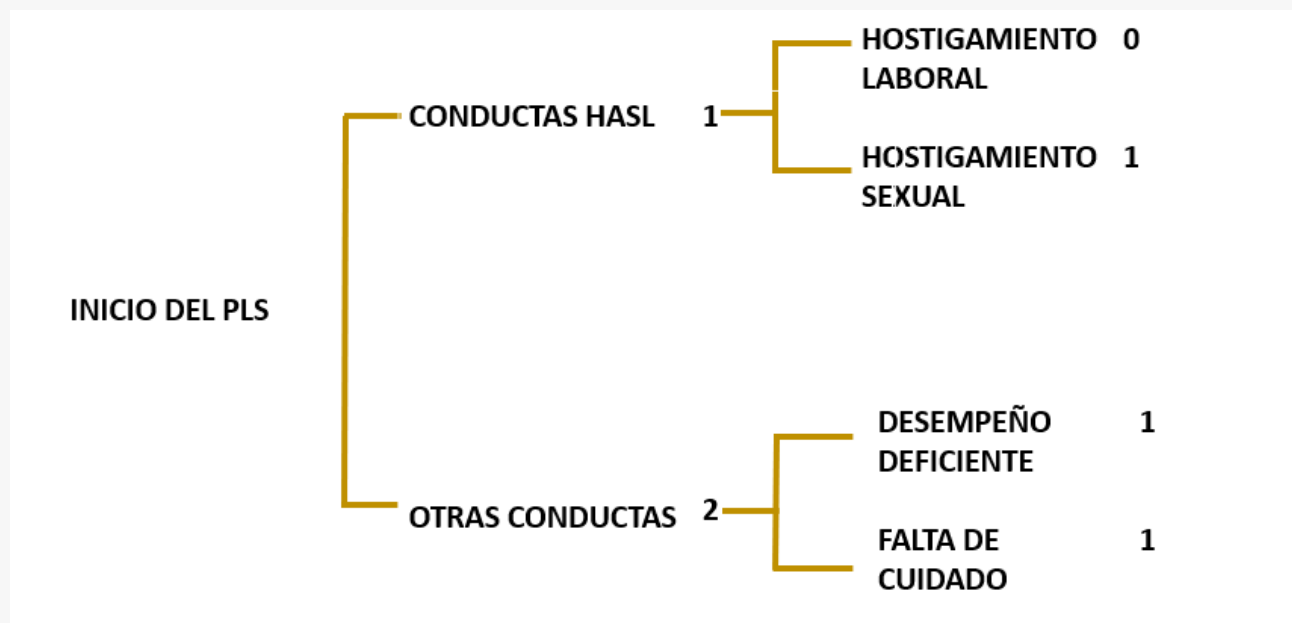 HOSTIGAMIENTO 0
LABORAL
CONDUCTAS HASL 1
HOSTIGAMIENTO 1
SEXUAL
INICIO DEL PLS
DESEMPEÑO 1
DEFICIENTE
OTRAS CONDUCTAS 2
FALTA DE 1
CUIDADO